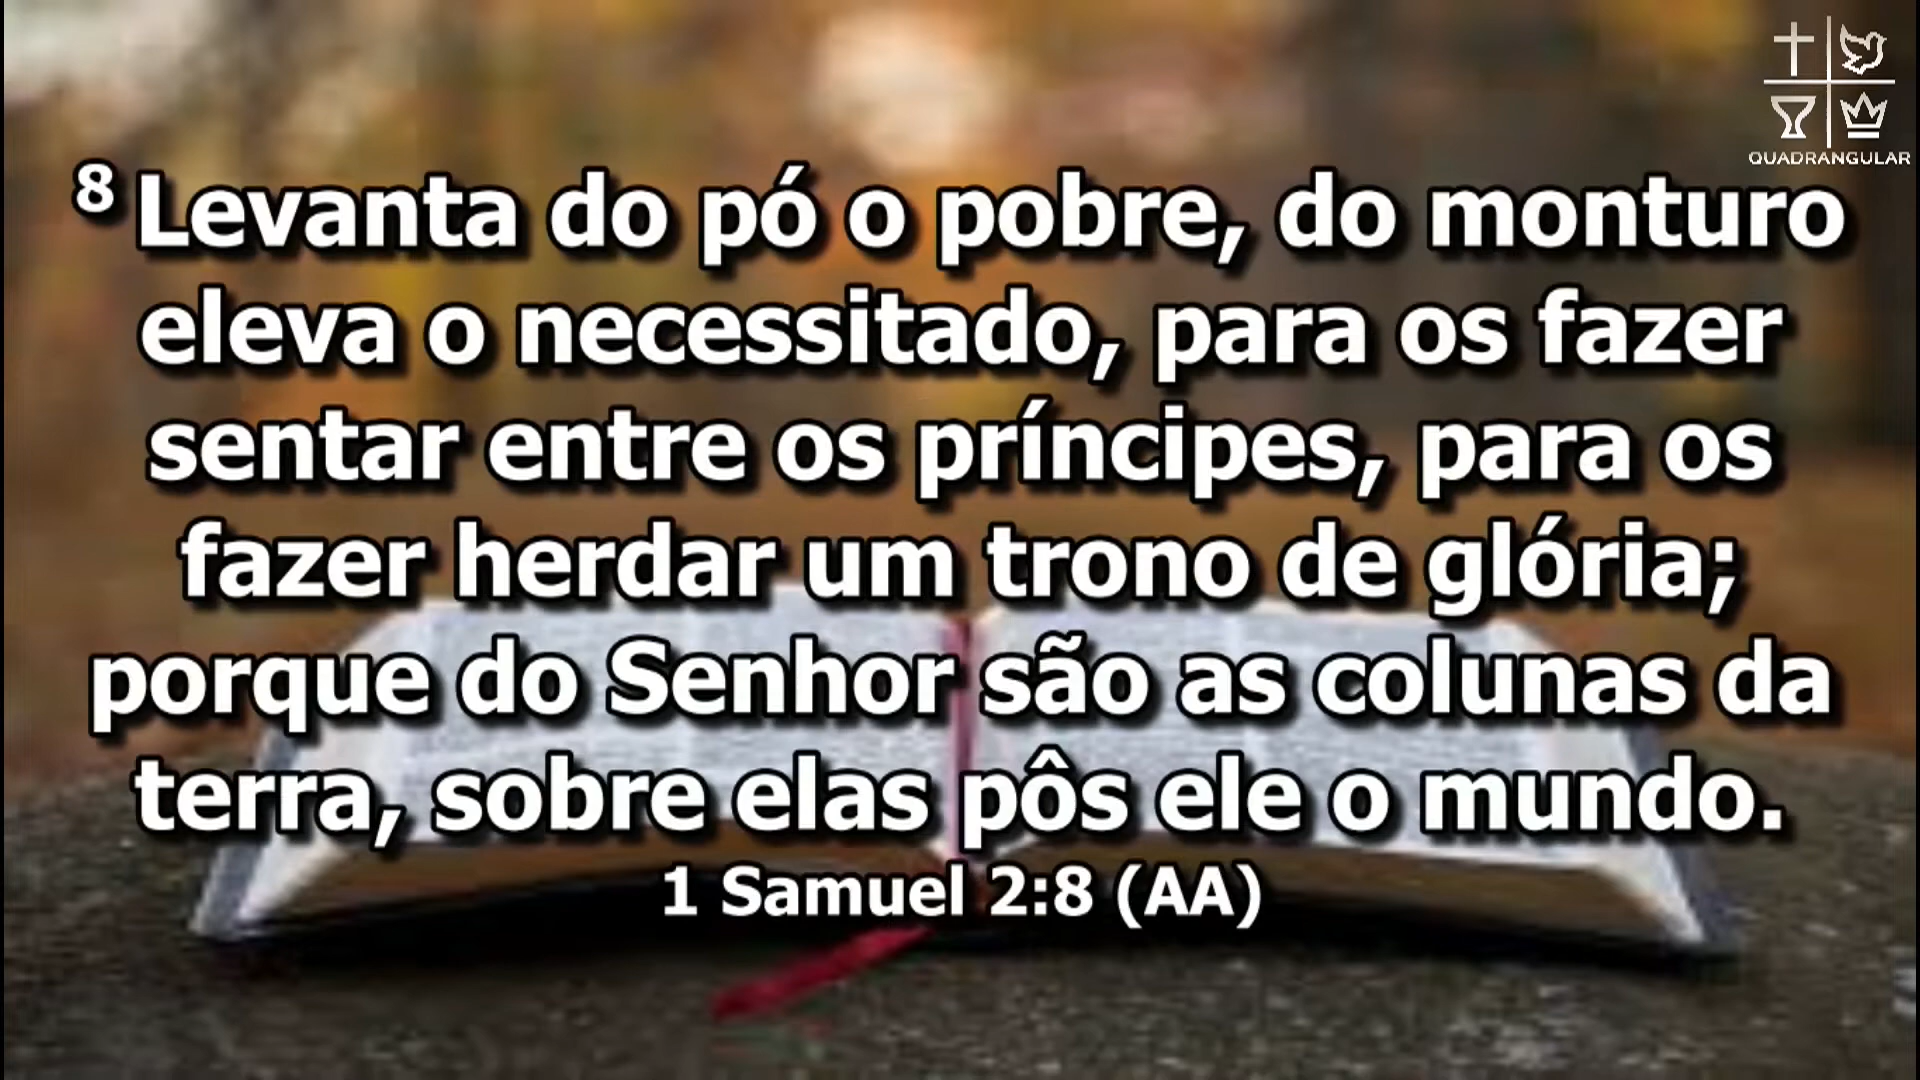 QUADRANGULAR
8 Levanta do pó o pobre, do monturo
eleva o necessitado, para os fazer
sentar entre os príncipes, para os
fazer herdar um trono de glória;
porque do Senhor são as colunas da
terra, sobre elas pôs ele o mundo.
1 Samuel 2:8 (AA)